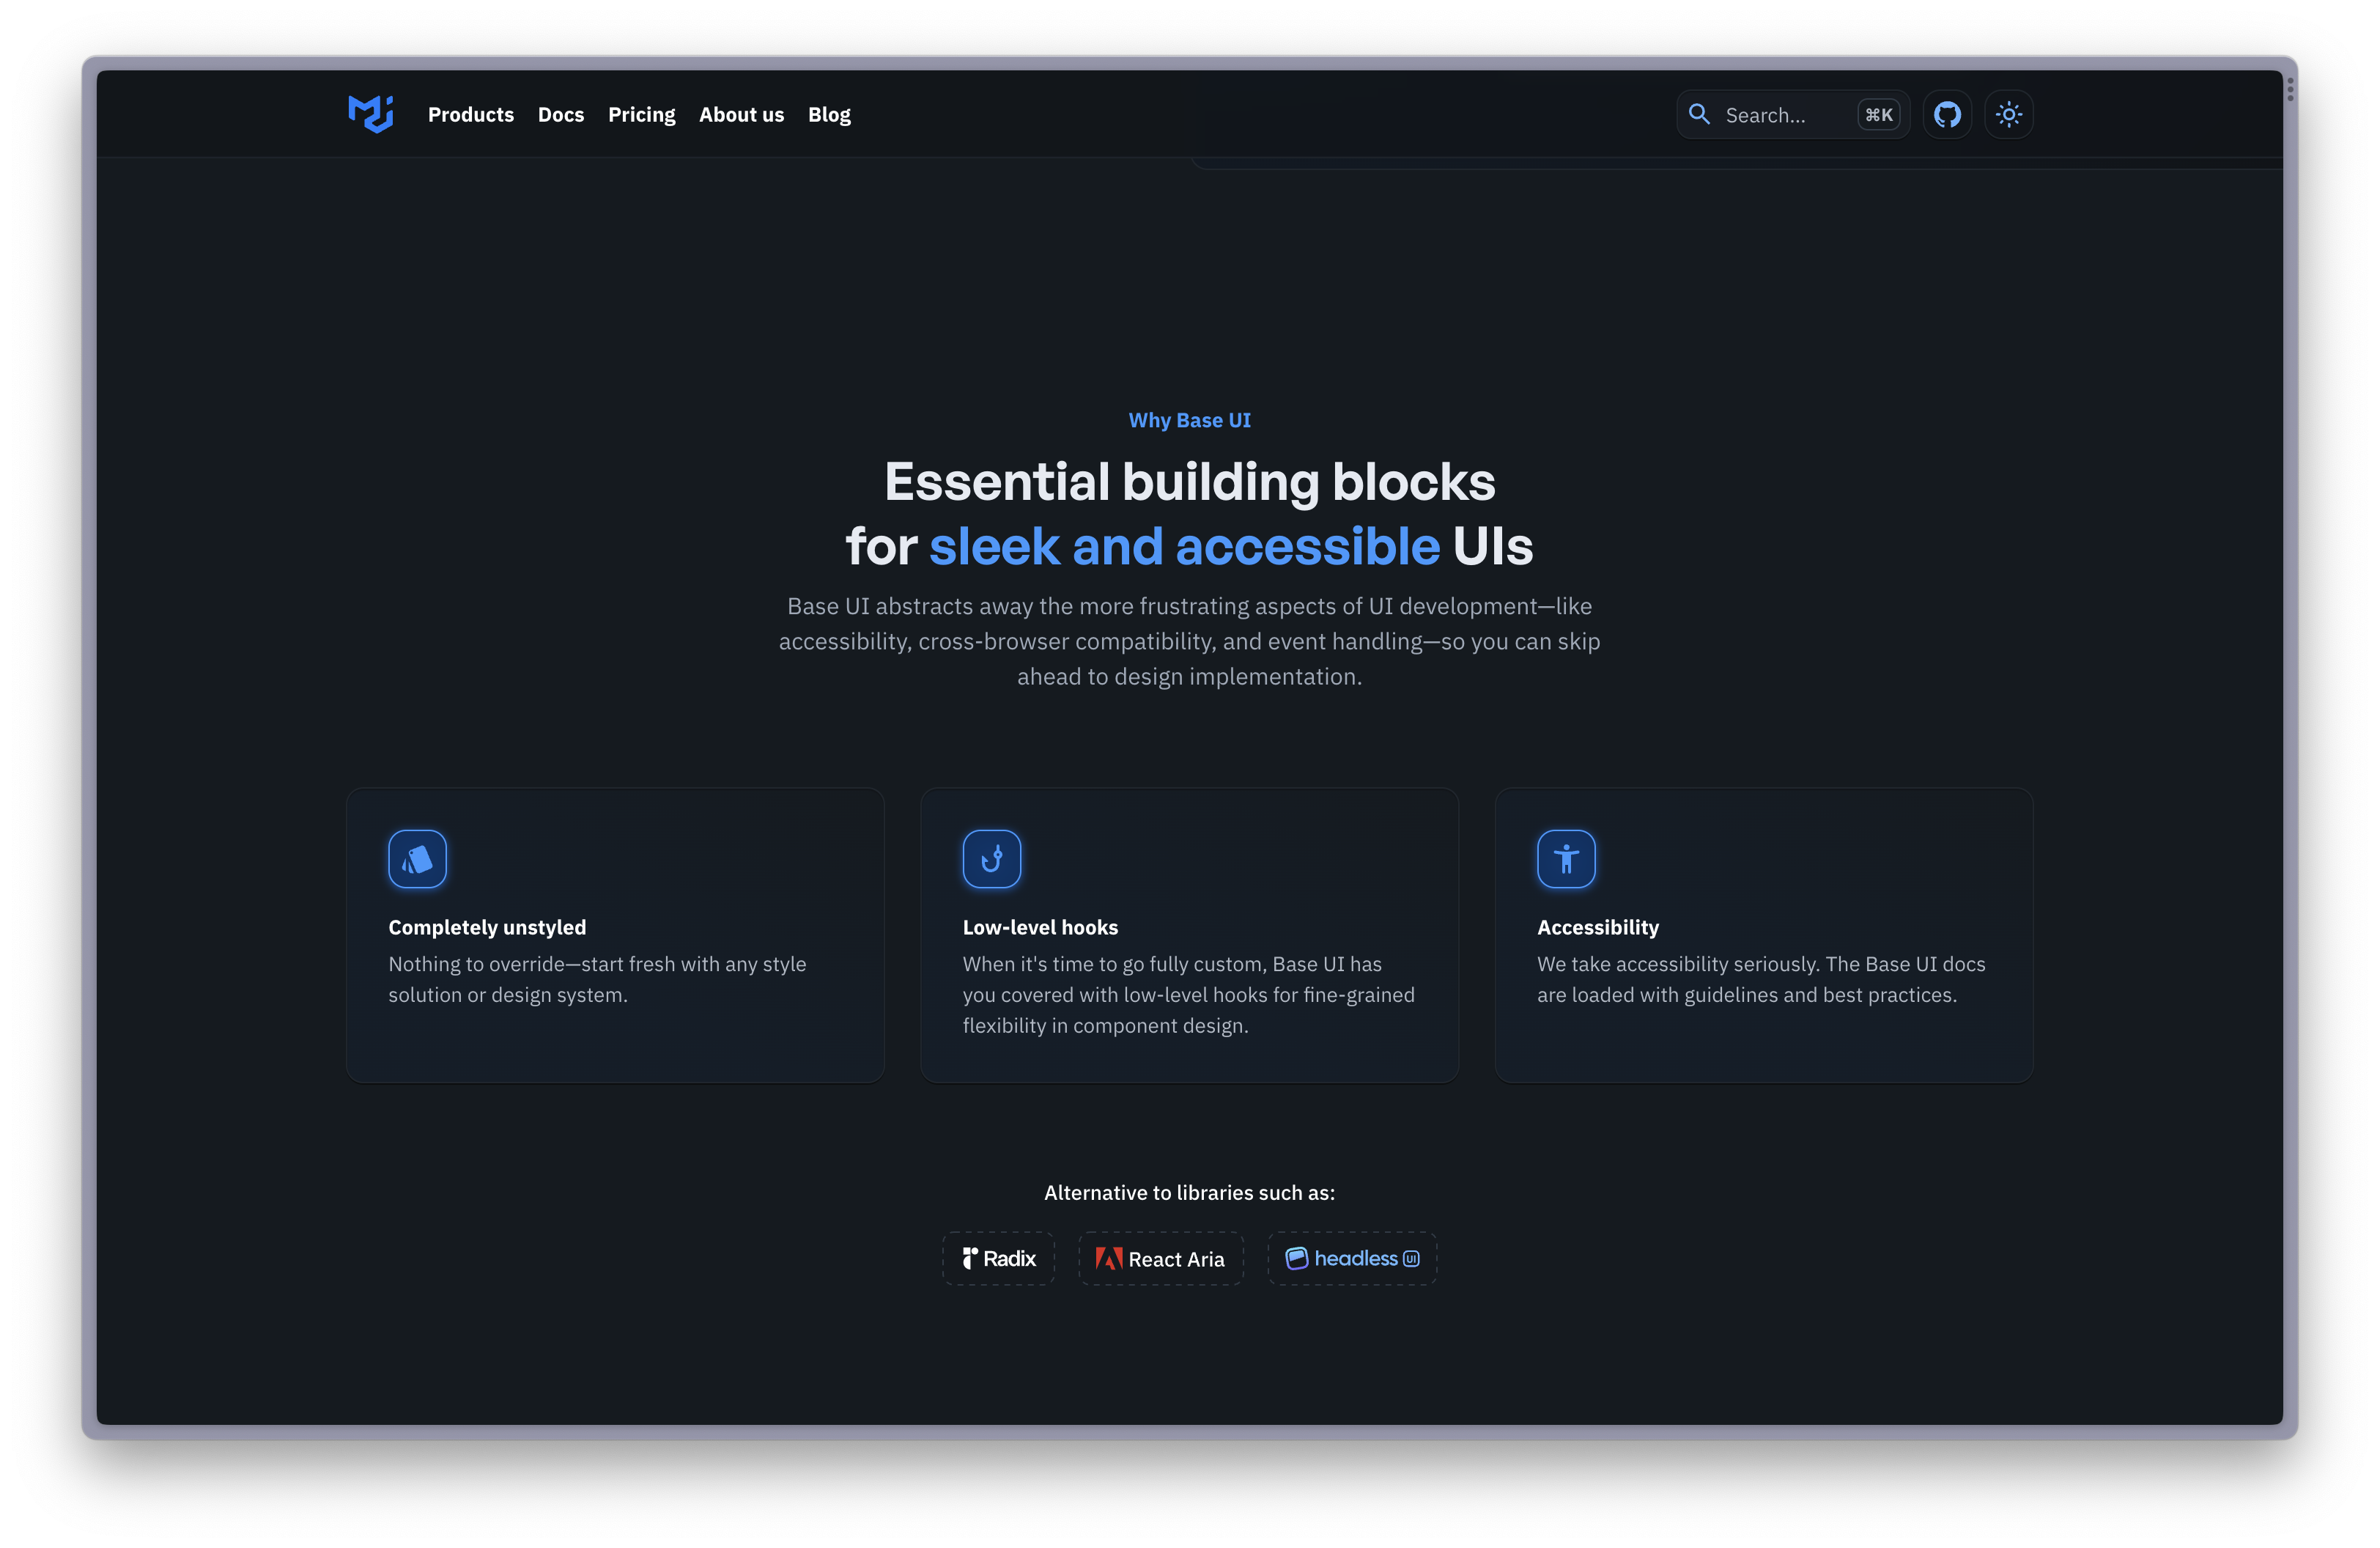 Products Docs Pricing About us Blog Search... ⌘K
Why Base UI
Essential building blocks
for sleek and accessible UIs
Base UI abstracts away the more frustrating aspects of UI development—like
accessibility, cross-browser compatibility, and event handling—so you can skip
ahead to design implementation.
Completely unstyled
Nothing to override—start fresh with any style
solution or design system.
Low-level hooks
When it's time to go fully custom, Base UI has
you covered with low-level hooks for fine-grained
flexibility in component design.
Accessibility
We take accessibility seriously. The Base UI docs
are loaded with guidelines and best practices.
Alternative to libraries such as:
Radix React Aria headless UI